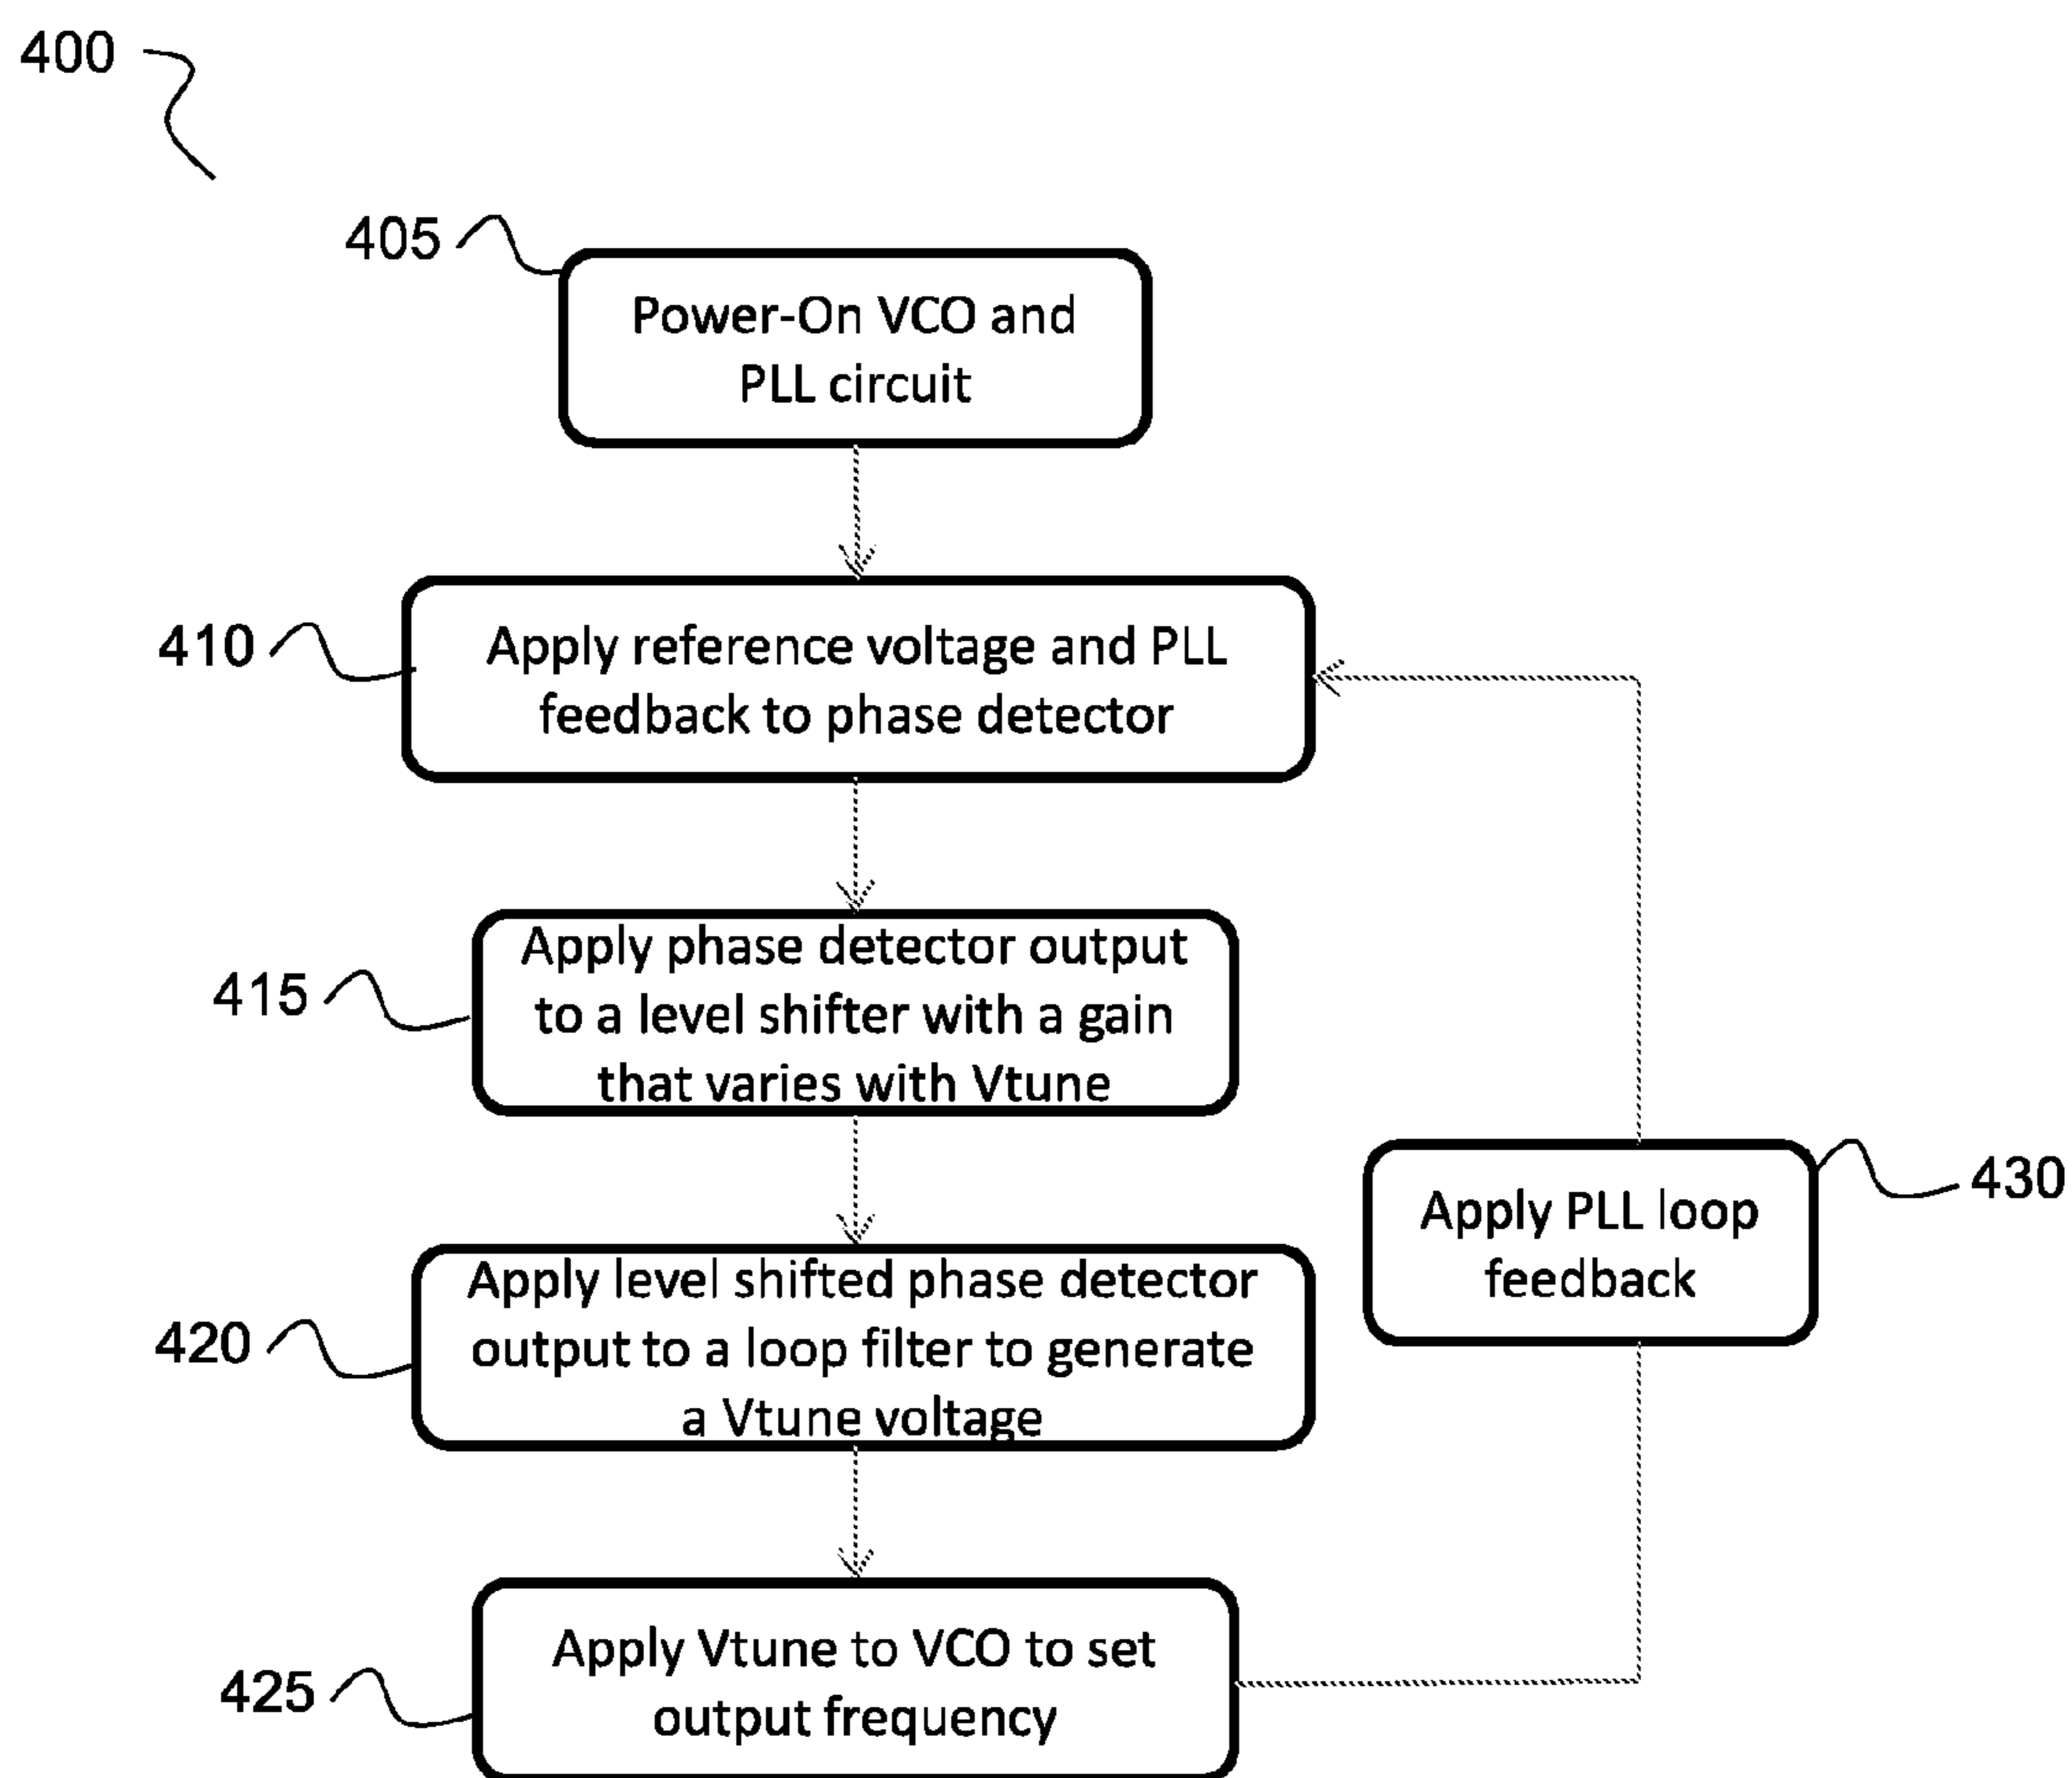 400
405
Power-On VCO and
PLL circuit
410
Apply reference voltage and PLL
feedback to phase detector
415
Apply phase detector output
to a level shifter with a gain
that varies with Vtune
430
Apply PLL loop
feedback
420
Apply level shifted phase detector
output to a loop filter to generate
a Vtune voltage
425
Apply Vtune to VCO to set
output frequency